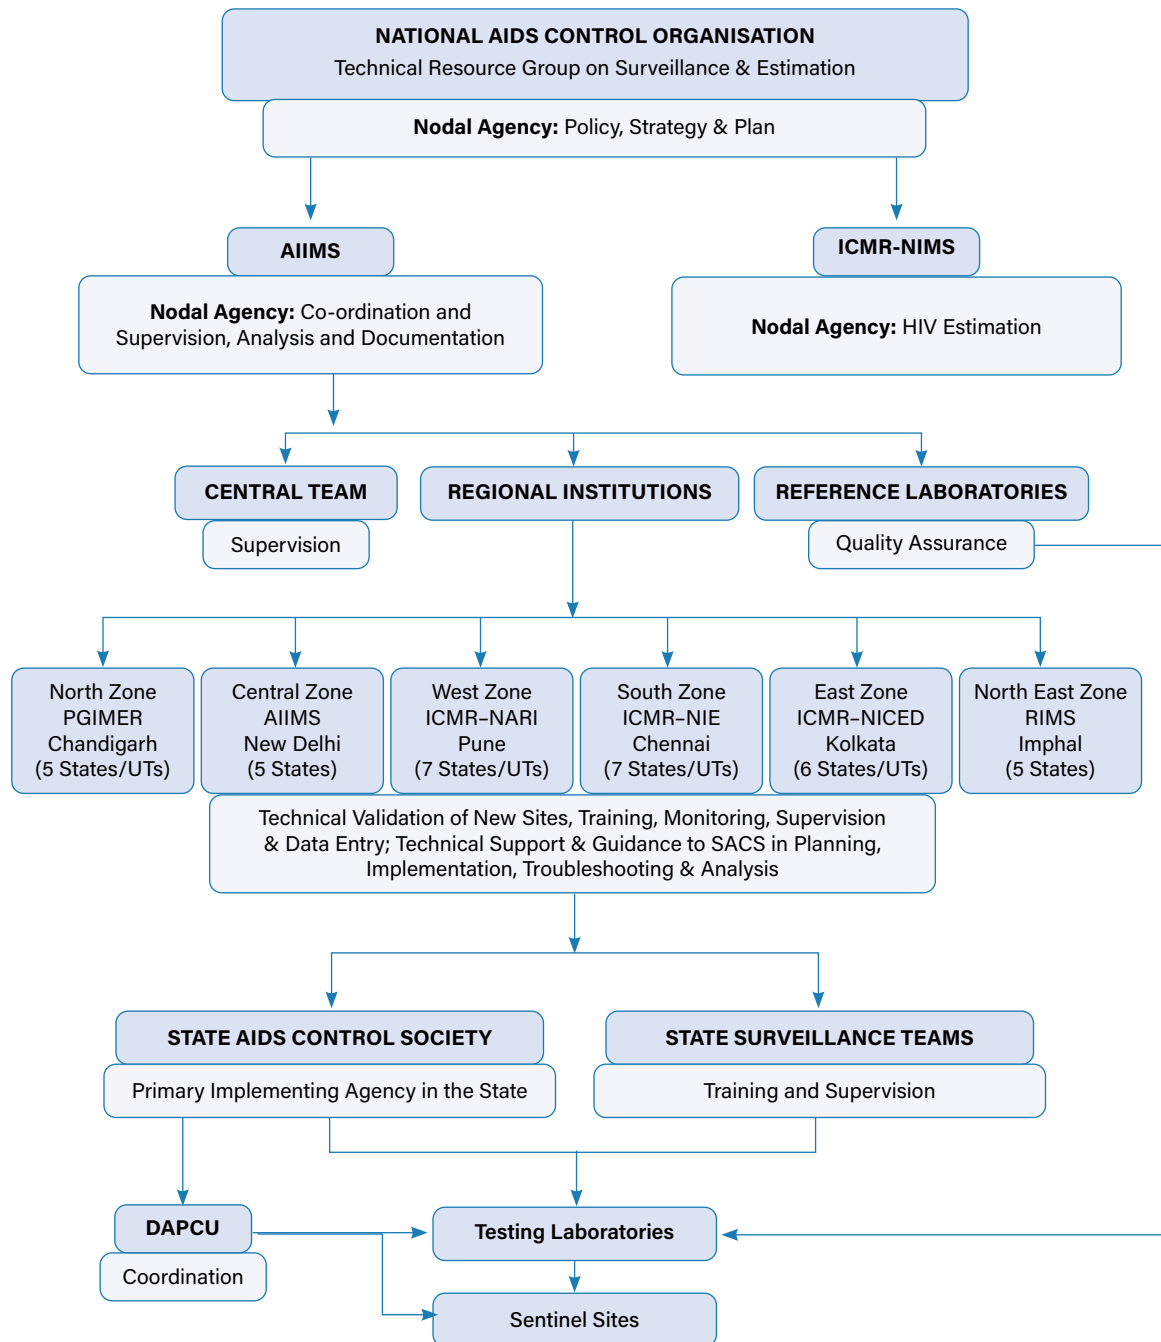 NATIONAL AIDS CONTROL ORGANISATION
Technical Resource Group on Surveillance & Estimation
Nodal Agency: Policy, Strategy & Plan
AIIMS
Nodal Agency: Co-ordination and
Supervision, Analysis and Documentation
ICMR-NIMS
Nodal Agency: HIV Estimation
CENTRAL TEAM
Supervision
REGIONAL INSTITUTIONS
REFERENCE LABORATORIES
Quality Assurance
North Zone
PGIMER
Chandigarh
(5 States/UTs)
Central Zone
AIIMS
New Delhi
(5 States)
West Zone
ICMR–NARI
Pune
(7 States/UTs)
South Zone
ICMR–NIE
Chennai
(7 States/UTs)
East Zone
ICMR–NICED
Kolkata
(6 States/UTs)
North East Zone
RIMS
Imphal
(5 States)
Technical Validation of New Sites, Training, Monitoring, Supervision
& Data Entry; Technical Support & Guidance to SACS in Planning,
Implementation, Troubleshooting & Analysis
STATE AIDS CONTROL SOCIETY
Primary Implementing Agency in the State
STATE SURVEILLANCE TEAMS
Training and Supervision
DAPCU
Coordination
Testing Laboratories
Sentinel Sites